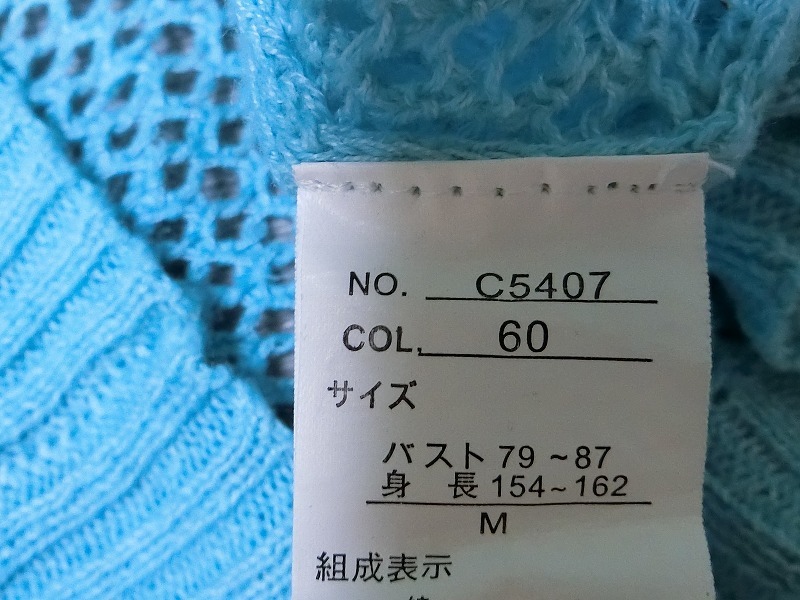 NO. C5407
COL. 60
サイズ
バスト 79～87
身 長 154～162
M
組成表示